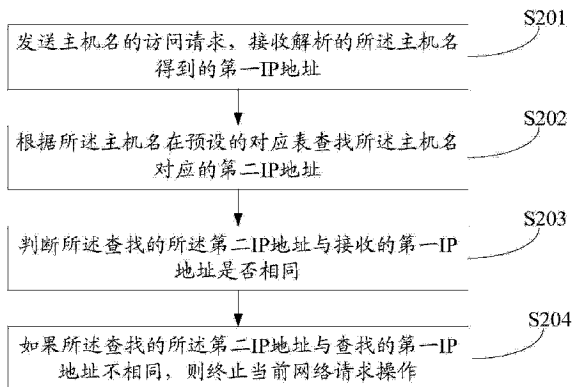 S201
发送主机名的访问请求，接收解析的所述主机名
得到的第一IP地址
S202
根据所述主机名在预设的对应表查找所述主机名
对应的第二IP地址
S203
判断所述查找的所述第二IP地址与接收的第一IP
地址是否相同
S204
如果所述查找的所述第二IP地址与查找的第一IP
地址不相同，则终止当前网络请求操作